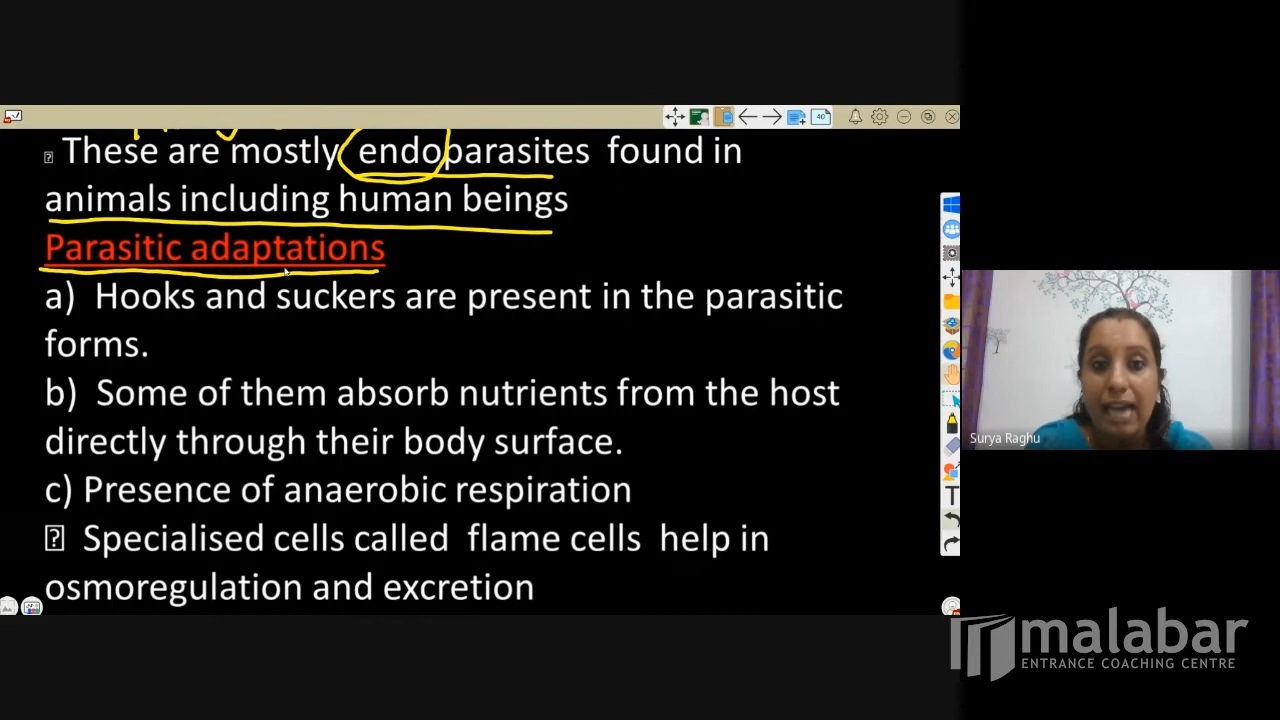 40
These are mostly endoparasites found in
animals including human beings
Parasitic adaptations
a) Hooks and suckers are present in the parasitic
forms.
b) Some of them absorb nutrients from the host
directly through their body surface.
c) Presence of anaerobic respiration
Specialised cells called flame cells help in
osmoregulation and excretion
T
Surya Raghu
malabar
ENTRANCE COACHING CENTRE